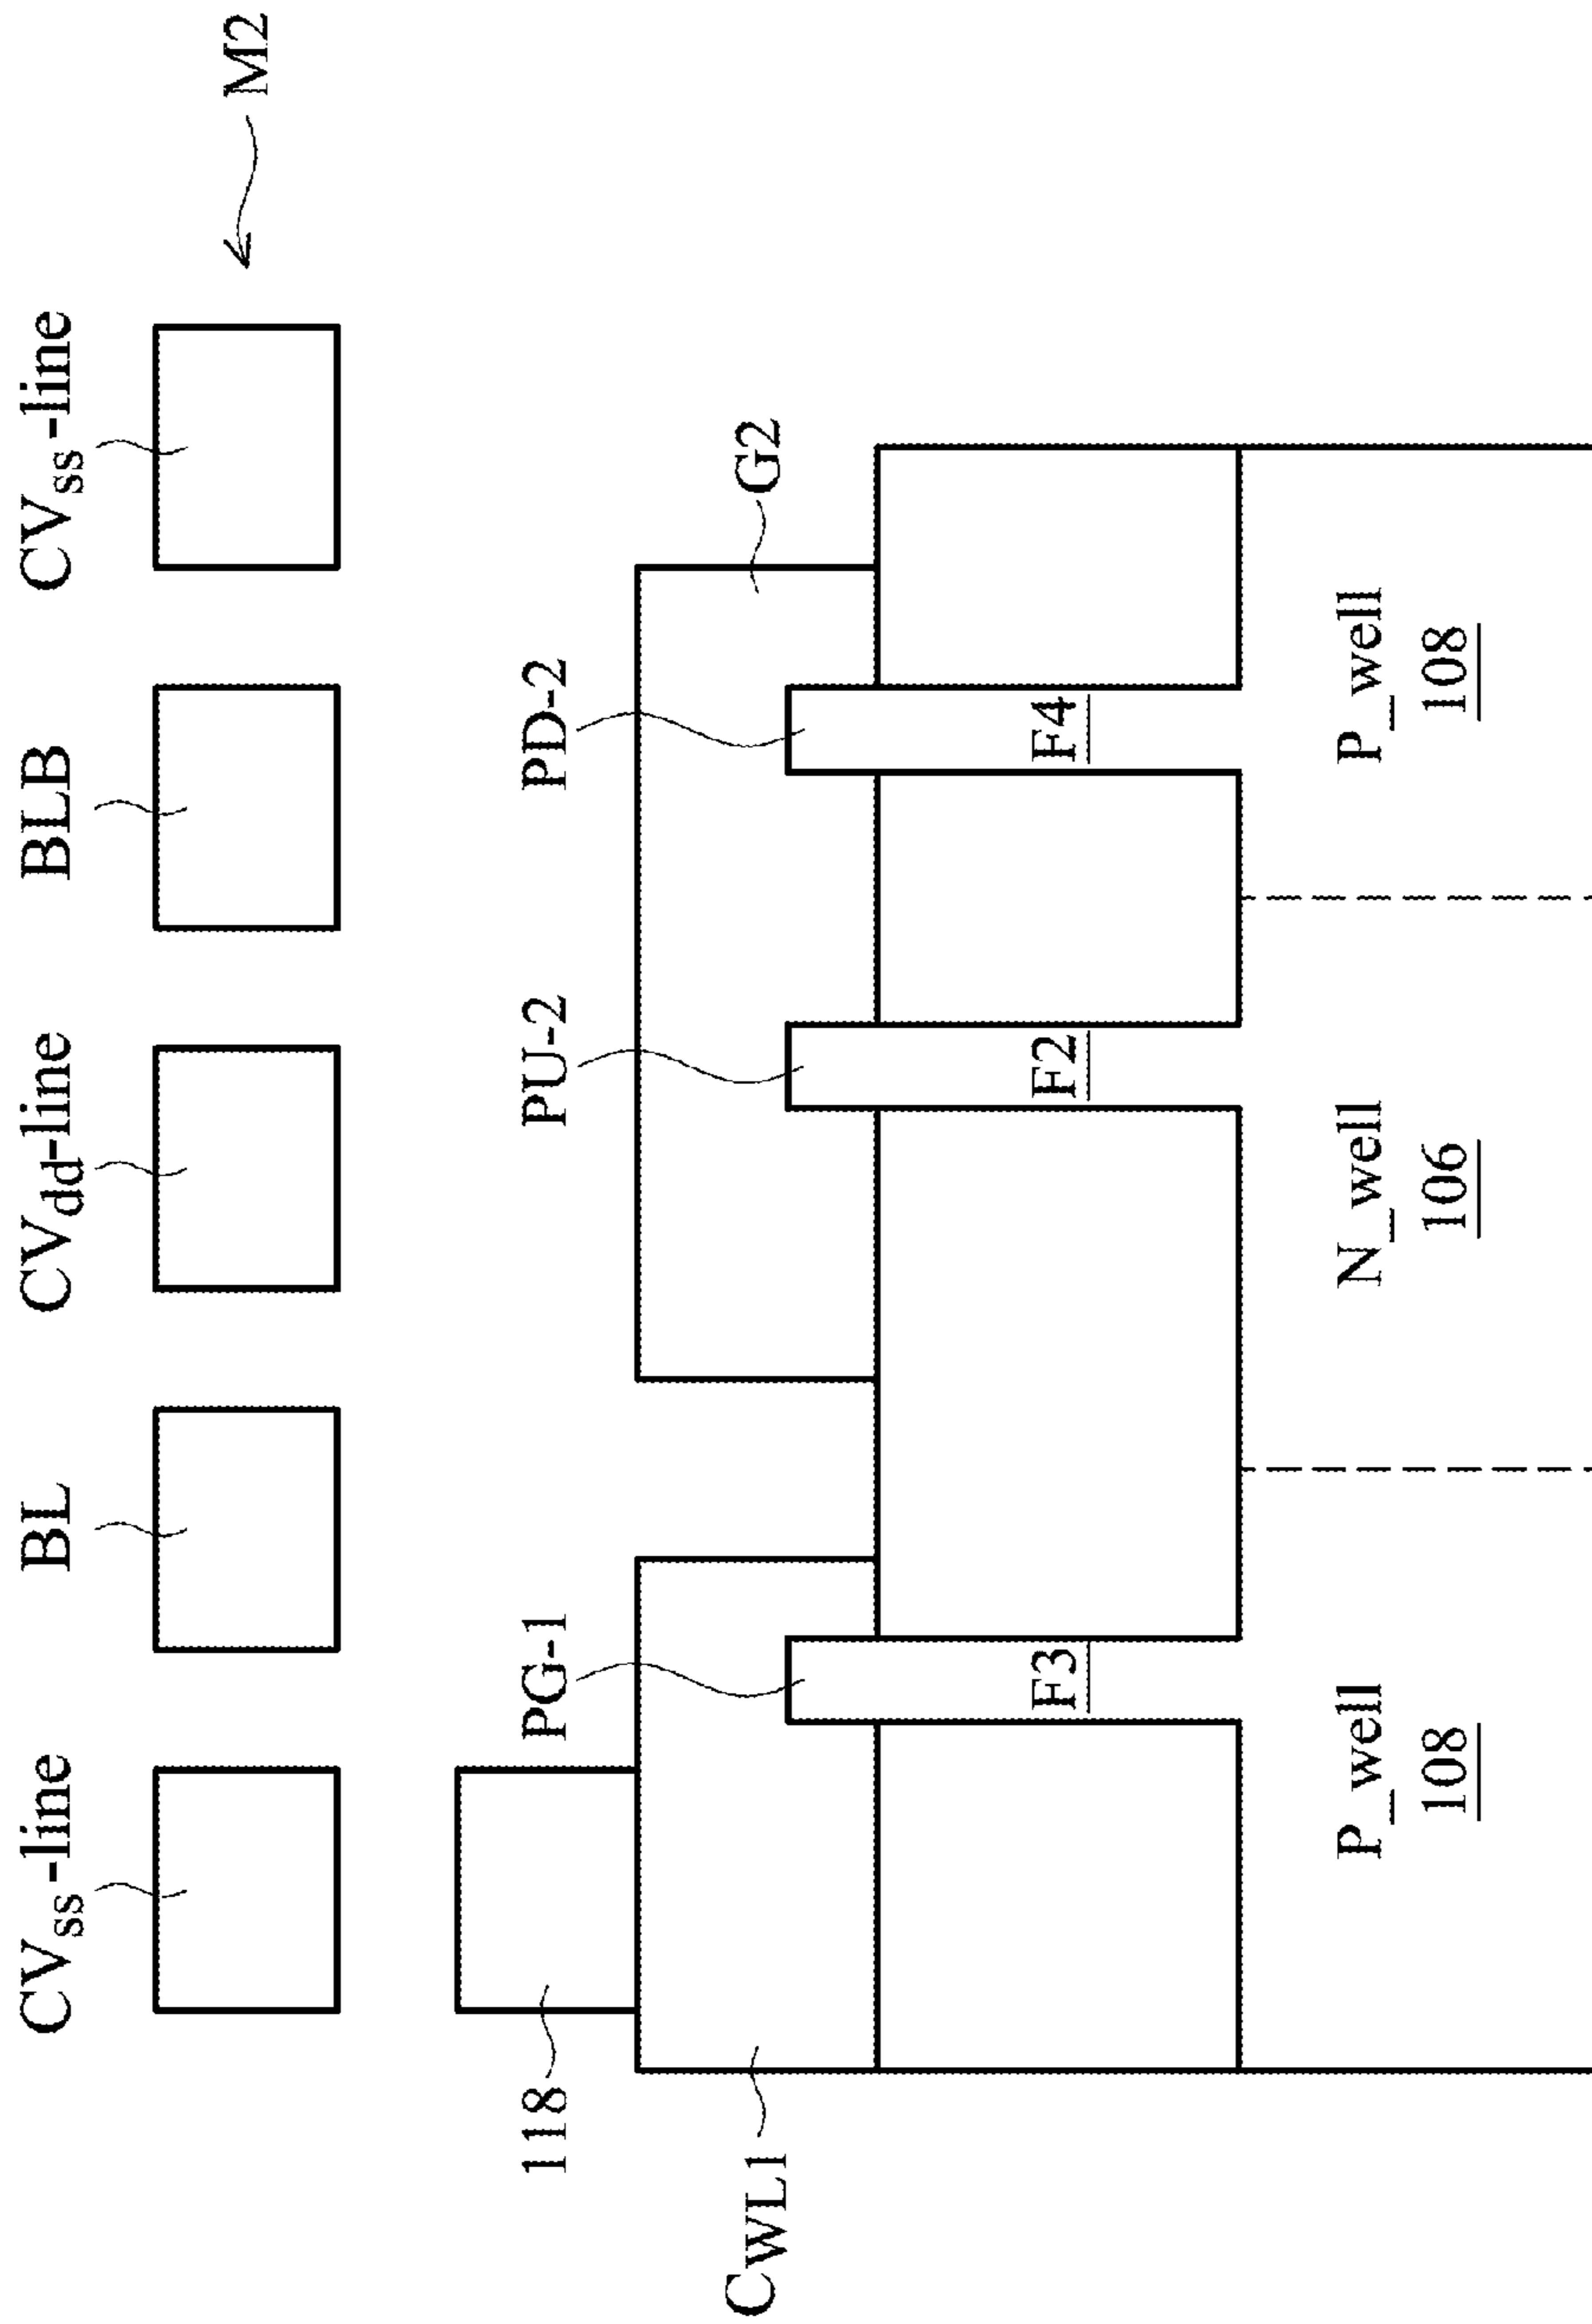 CVss-line
BL
CVdd-line
BLB
CVss-line
M2
118
PG-1
PU-2
PD-2
CWL1
G2
F3
F2
F4
P_well
108
N_well
106
P_well
108